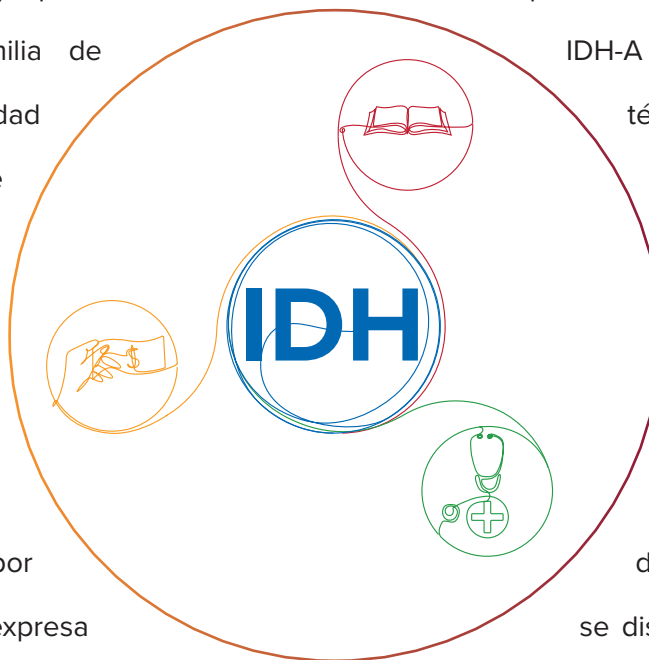 milia de IDH-A
dad té
IDH
$
por d
expresa se dis